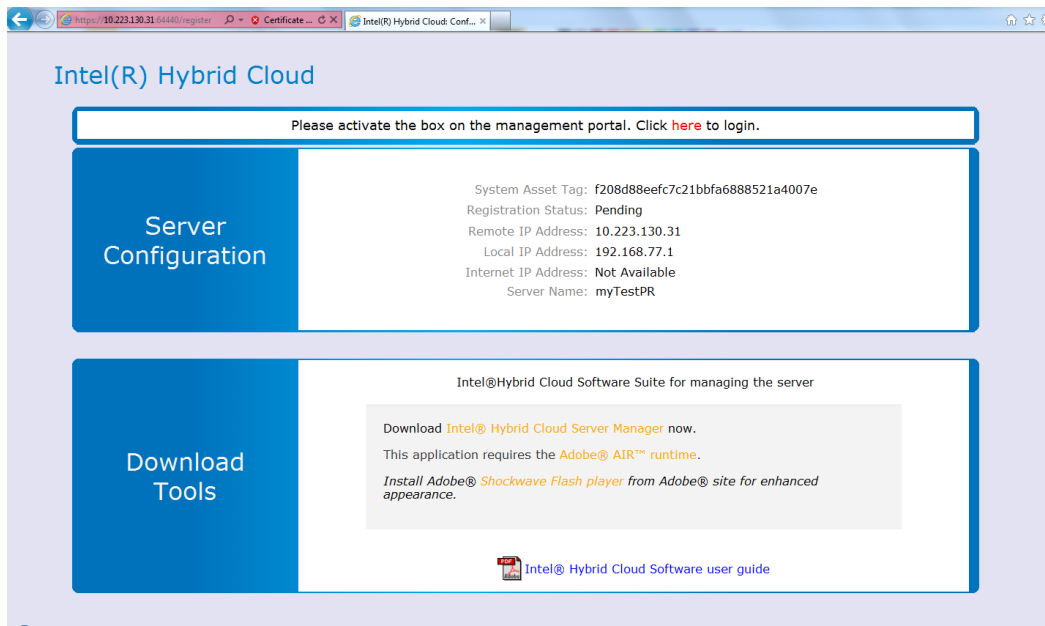 https://10.223.130.31:64440/register
Certificate ...
Intel(R) Hybrid Cloud: Conf...
Intel(R) Hybrid Cloud
Please activate the box on the management portal. Click here to login.
Server
Configuration
System Asset Tag: f208d88eefc7c21bbfa6888521a4007e
Registration Status: Pending
Remote IP Address: 10.223.130.31
Local IP Address: 192.168.77.1
Internet IP Address: Not Available
Server Name: myTestPR
Download
Tools
Intel®Hybrid Cloud Software Suite for managing the server
Download Intel® Hybrid Cloud Server Manager now.
This application requires the Adobe® AIR™ runtime.
Install Adobe® Shockwave Flash player from Adobe® site for enhanced
appearance.
PDF
Adobe
Intel® Hybrid Cloud Software user guide